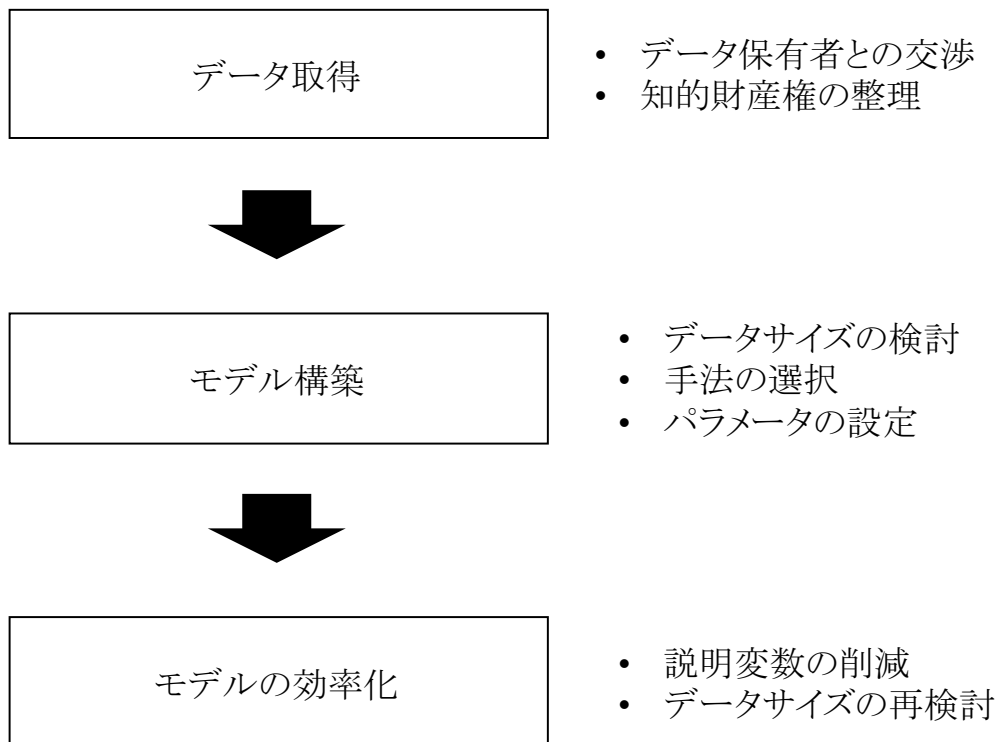 データ取得
• データ保有者との交渉
• 知的財産権の整理
モデル構築
• データサイズの検討
• 手法の選択
• パラメータの設定
モデルの効率化
• 説明変数の削減
• データサイズの再検討